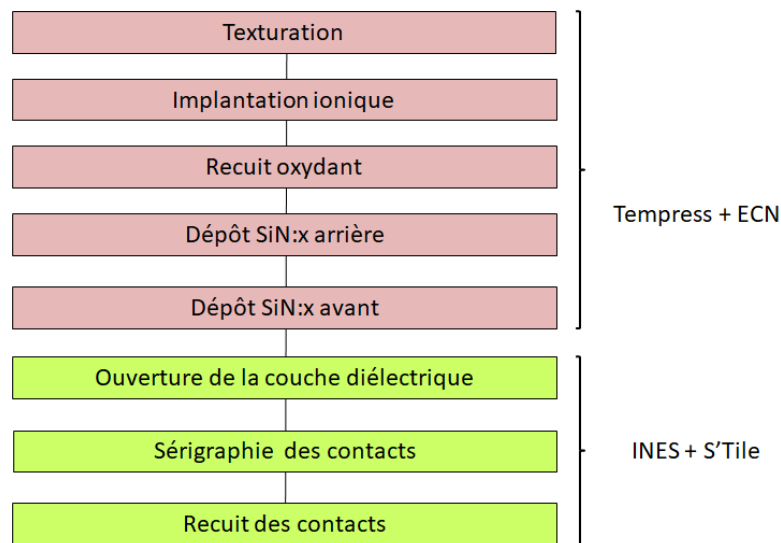 Texturation
Implantation ionique
Recuit oxydant
Tempress + ECN
Dépôt SiN:x arrière
Dépôt SiN:x avant
Ouverture de la couche diélectrique
Sérigraphie des contacts
INES + S'Tile
Recuit des contacts